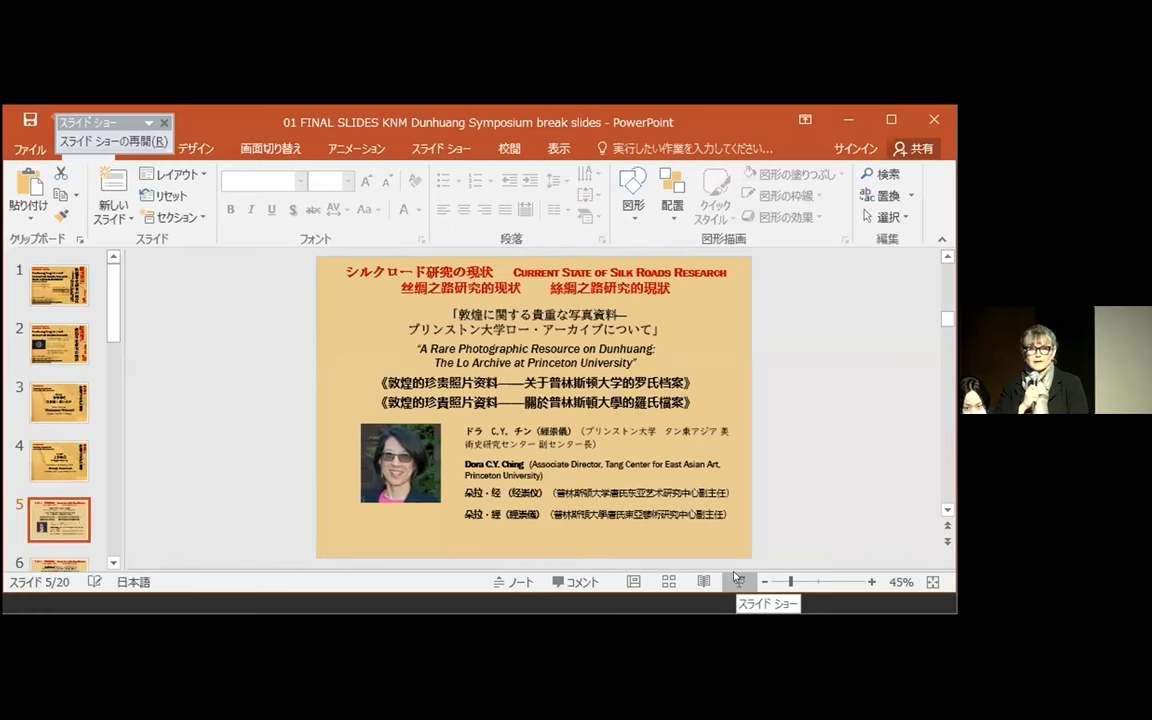 スライド ショー
スライド ショーの再開(R)
01 FINAL SLIDES KNM Dunhuang Symposium break slides - PowerPoint
ファイル
デザイン
画面切り替え
アニメーション
スライド ショー
校閲
表示
実行したい作業を入力してください...
サインイン
共有
貼り付け
新しい
スライド
レイアウト
リセット
セクション
B I U S abc AV Aa A
図形
配置
クイック
スタイル
図形の塗りつぶし
図形の枠線
図形の効果
検索
置換
選択
クリップボード
スライド
フォント
段落
図形描画
編集
1
2
3
4
5
6
シルクロード研究の現状 CURRENT STATE OF SILK ROADS RESEARCH
丝绸之路研究的现状 絲綢之路研究的現狀
「敦煌に関する貴重な写真資料—
プリンストン大学ロー・アーカイブについて」
“A Rare Photographic Resource on Dunhuang:
The Lo Archive at Princeton University”
《敦煌的珍贵照片资料——关于普林斯顿大学的罗氏档案》
《敦煌的珍貴照片資料——關於普林斯頓大學的羅氏檔案》
ドラ C.Y. チン (経崇儀) (プリンストン大学 タン東アジア 美
術史研究センター 副センター長)
Dora C.Y. Ching (Associate Director, Tang Center for East Asian Art,
Princeton University)
朵拉・经 (经崇仪) (普林斯顿大学唐氏东亚艺术研究中心副主任)
朵拉・經 (經崇儀) (普林斯頓大學唐氏東亞藝術研究中心副主任)
スライド 5/20
日本語
ノート
コメント
45%
スライド ショー